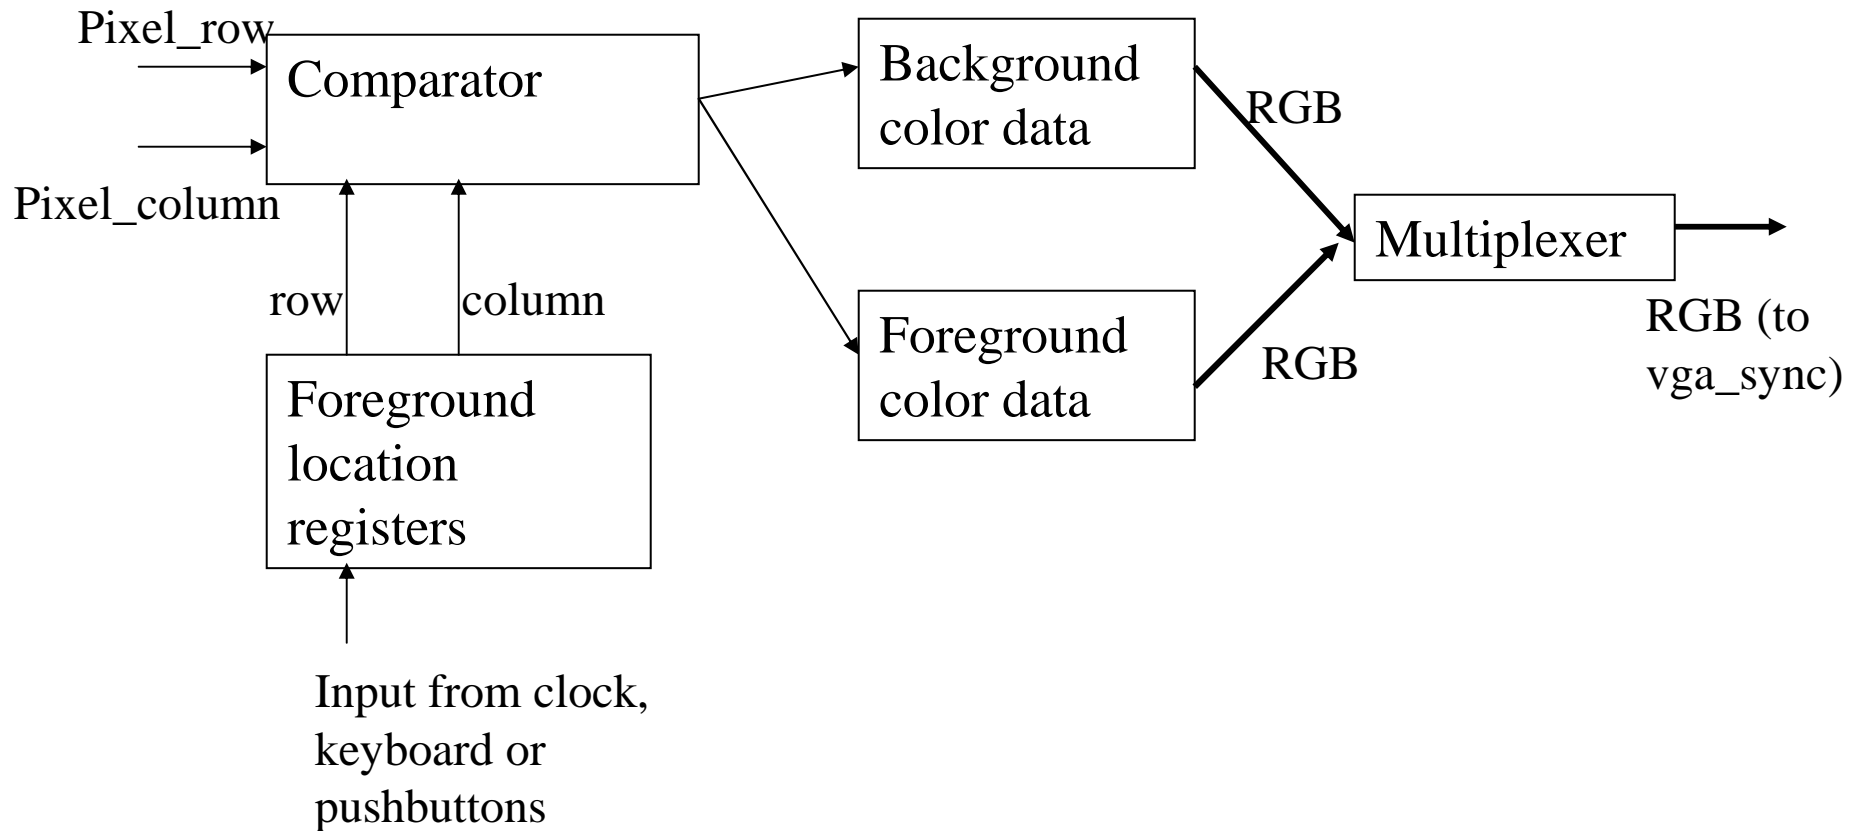 Pixel_row
Comparator
Pixel_column
row
column
Foreground
location
registers
Input from clock,
keyboard or
pushbuttons
Background
color data
RGB
Foreground
color data
RGB
Multiplexer
RGB (to
vga_sync)